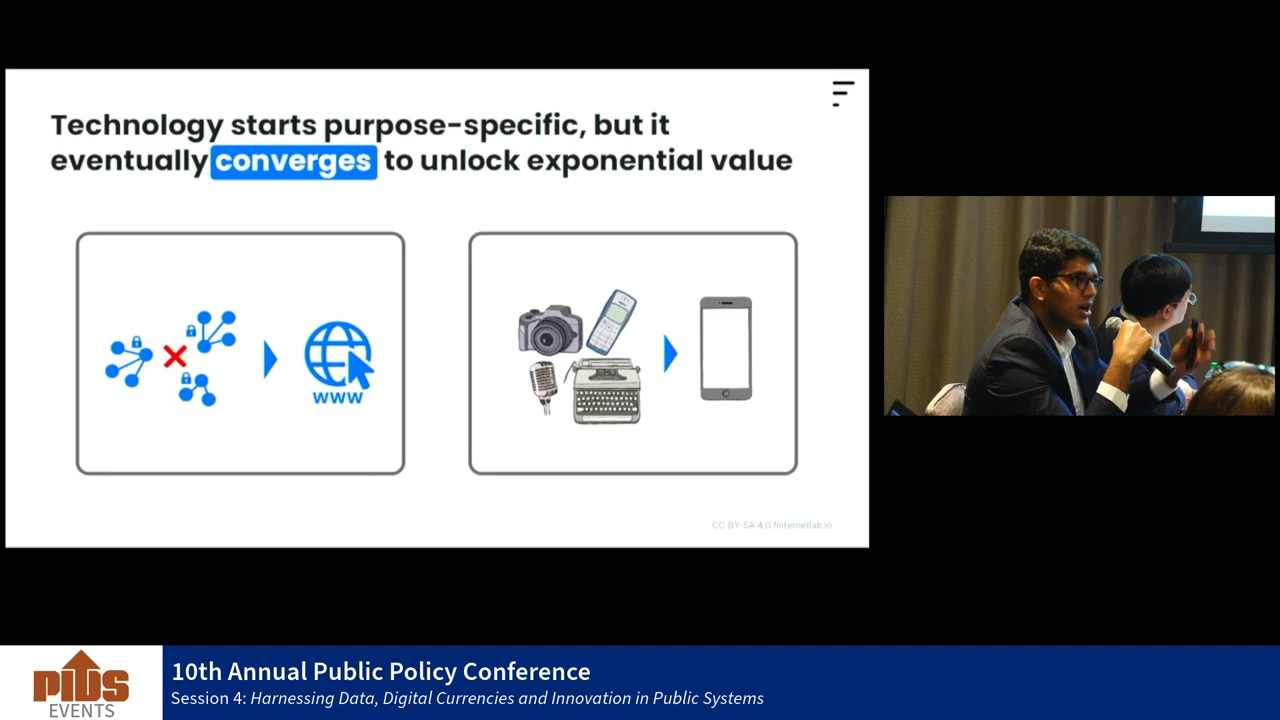 Technology starts purpose-specific, but it
eventually converges to unlock exponential value
www
CC BY-SA 4.0 finternetlab.io
PIDS
EVENTS
10th Annual Public Policy Conference
Session 4: Harnessing Data, Digital Currencies and Innovation in Public Systems